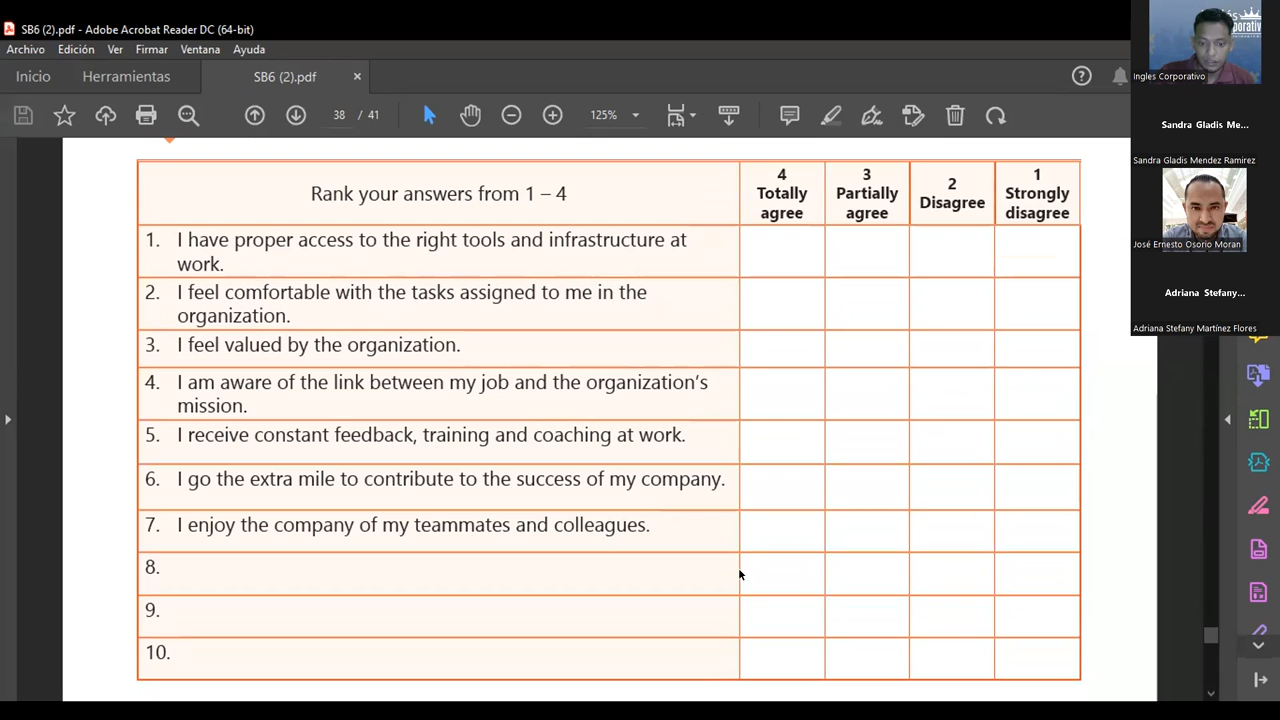 SB6 (2).pdf - Adobe Acrobat Reader DC (64-bit)
Archivo Edición Ver Firmar Ventana Ayuda
Inicio Herramientas SB6 (2).pdf ×
38 / 41 125%
Rank your answers from 1 – 4
4 Totally agree
3 Partially agree
2 Disagree
1 Strongly disagree
1. I have proper access to the right tools and infrastructure at
work.
2. I feel comfortable with the tasks assigned to me in the
organization.
3. I feel valued by the organization.
4. I am aware of the link between my job and the organization's
mission.
5. I receive constant feedback, training and coaching at work.
6. I go the extra mile to contribute to the success of my company.
7. I enjoy the company of my teammates and colleagues.
8.
9.
10.
Ingles Corporativo
Sandra Gladis Me...
Sandra Gladis Mendez Ramirez
José Ernesto Osorio Moran
Adriana Stefany...
Adriana Stefany Martínez Flores